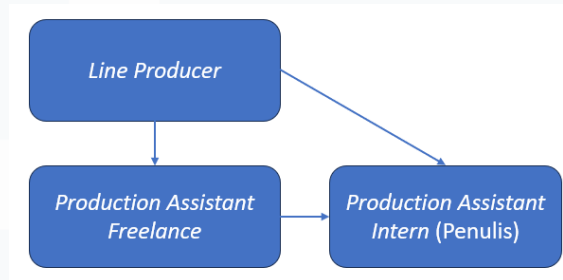 Line Producer
Production Assistant
Freelance
Production Assistant
Intern (Penulis)